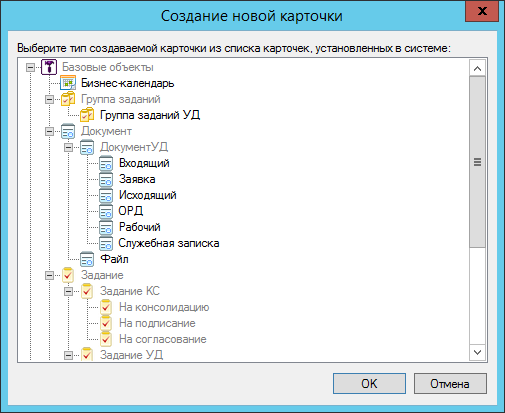 Создание новой карточки
Выберите тип создаваемой карточки из списка карточек, установленных в системе:
Базовые объекты
Бизнес-календарь
Группа заданий
Группа заданий УД
Документ
ДокументУД
Входящий
Заявка
Исходящий
ОРД
Рабочий
Служебная записка
Файл
Задание
Задание КС
На консолидацию
На подписание
На согласование
Задание УД
ОК Отмена